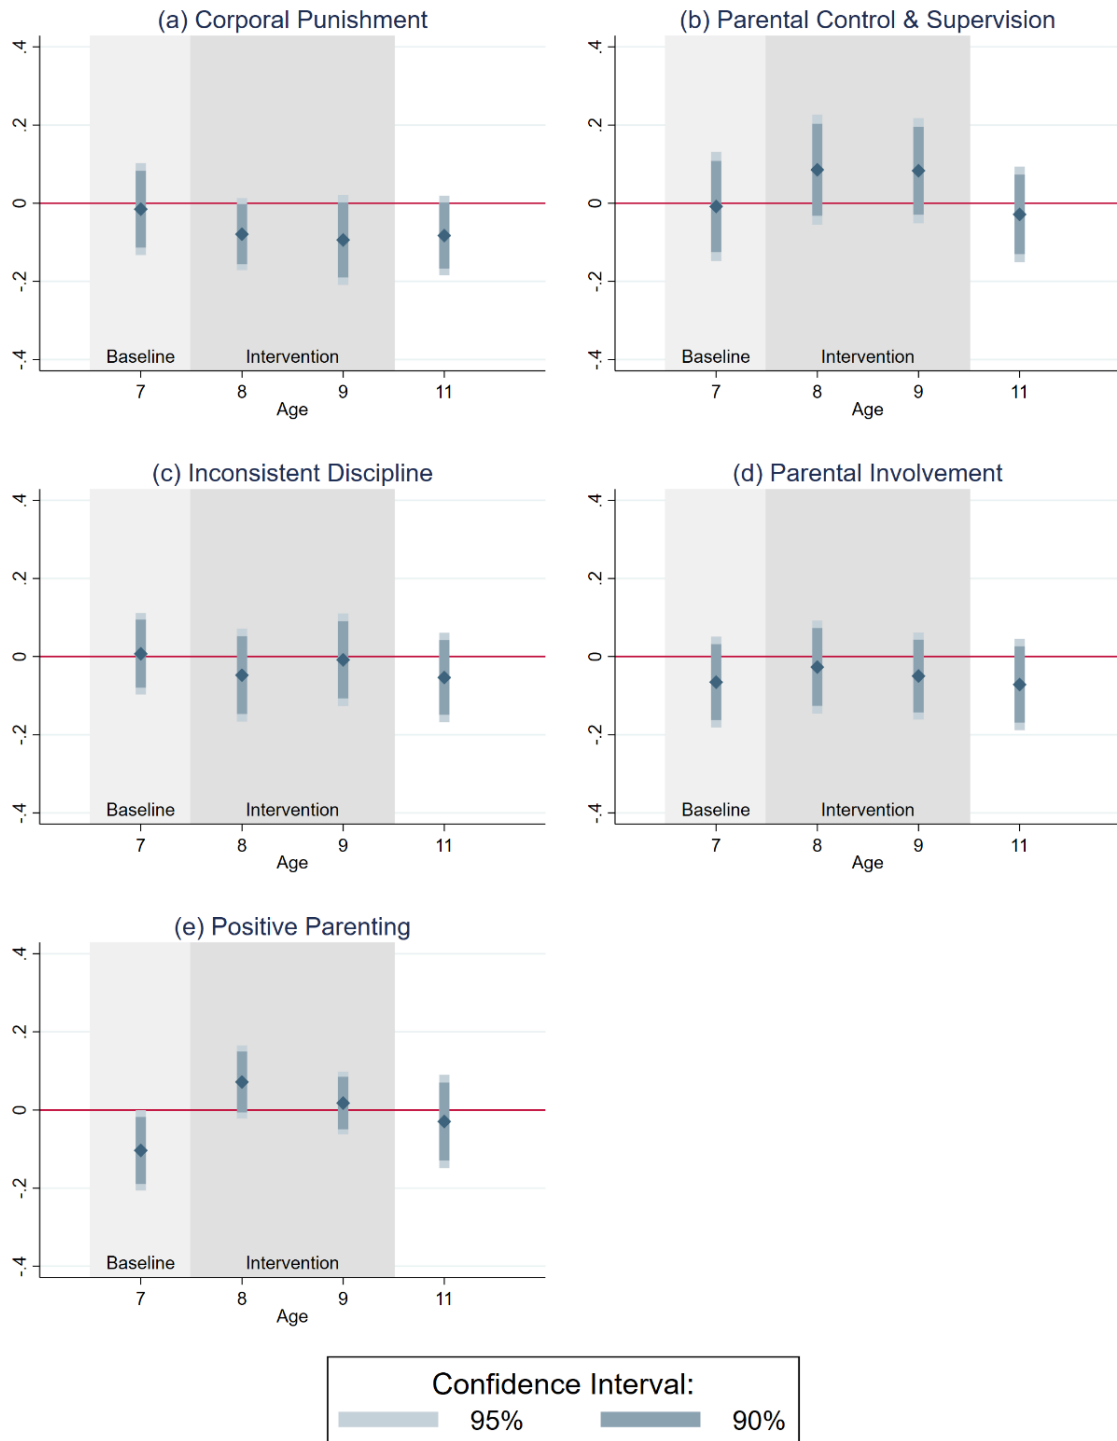 (a) Corporal Punishment
.4
.2
0
-.2
-.4
Baseline
Intervention
7 8 9 11
Age
(b) Parental Control & Supervision
.4
.2
0
-.2
-.4
Baseline
Intervention
7 8 9 11
Age
(c) Inconsistent Discipline
.4
.2
0
-.2
-.4
Baseline
Intervention
7 8 9 11
Age
(d) Parental Involvement
.4
.2
0
-.2
-.4
Baseline
Intervention
7 8 9 11
Age
(e) Positive Parenting
.4
.2
0
-.2
-.4
Baseline
Intervention
7 8 9 11
Age
Confidence Interval:
95% 90%